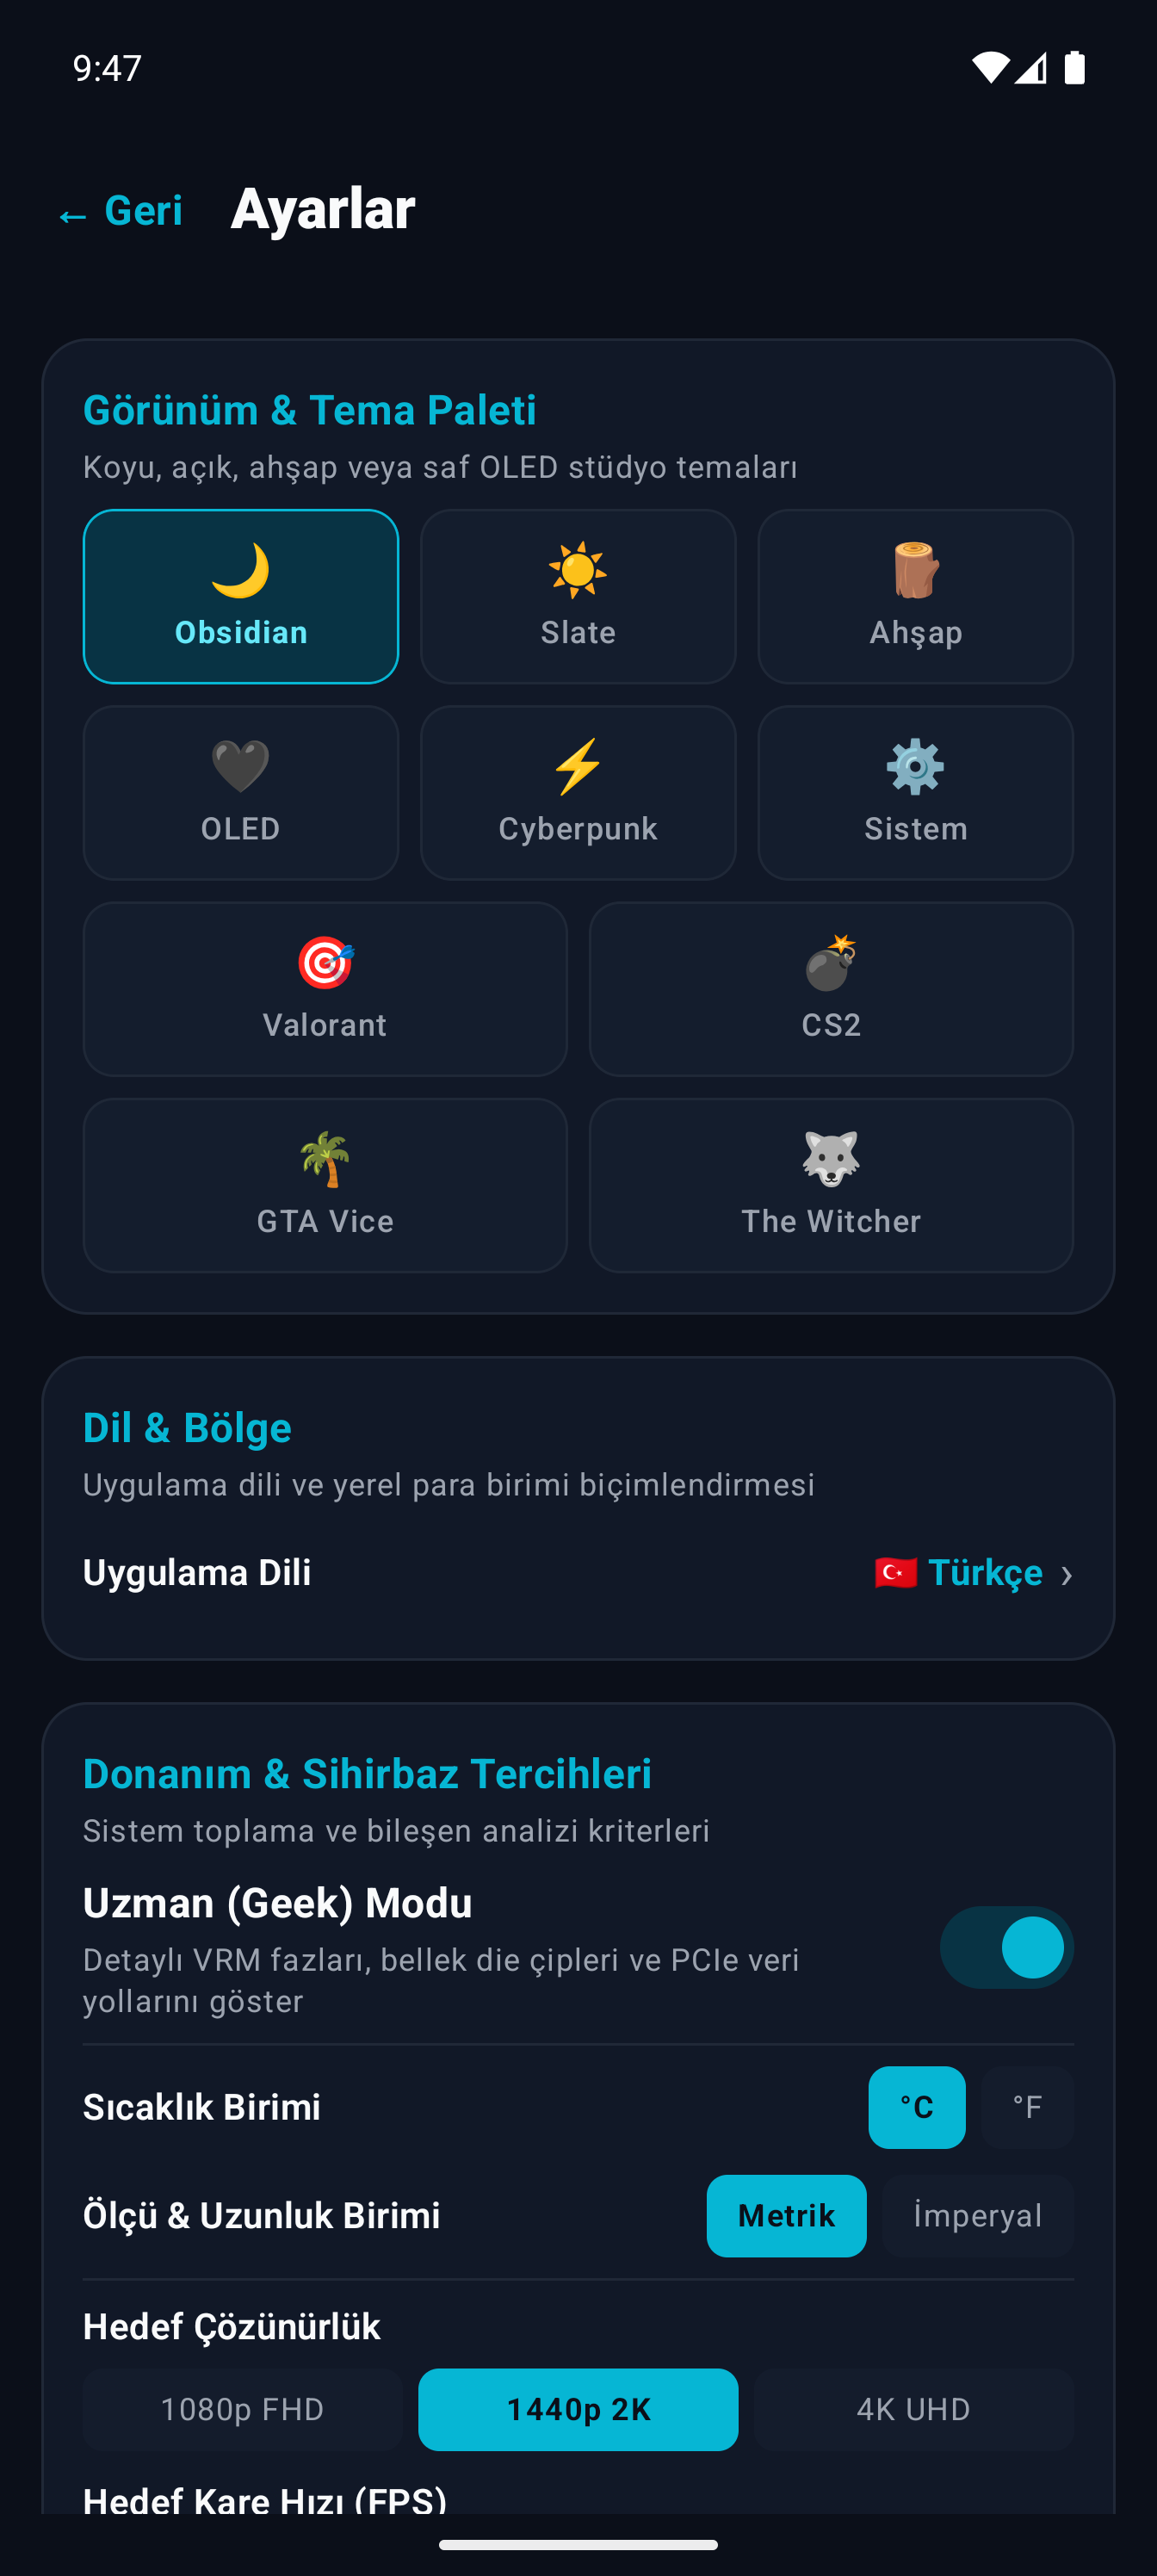 9:47
← Geri
Ayarlar
Görünüm & Tema Paleti
Koyu, açık, ahşap veya saf OLED stüdyo temaları
Obsidian
Slate
Ahşap
OLED
Cyberpunk
Sistem
Valorant
CS2
GTA Vice
The Witcher
Dil & Bölge
Uygulama dili ve yerel para birimi biçimlendirmesi
Uygulama Dili
Türkçe ›
Donanım & Sihirbaz Tercihleri
Sistem toplama ve bileşen analizi kriterleri
Uzman (Geek) Modu
Detaylı VRM fazları, bellek die çipleri ve PCIe veri
yollarını göster
Sıcaklık Birimi
°C
°F
Ölçü & Uzunluk Birimi
Metrik
İmperyal
Hedef Çözünürlük
1080p FHD
1440p 2K
4K UHD
Hedef Kare Hızı (FPS)